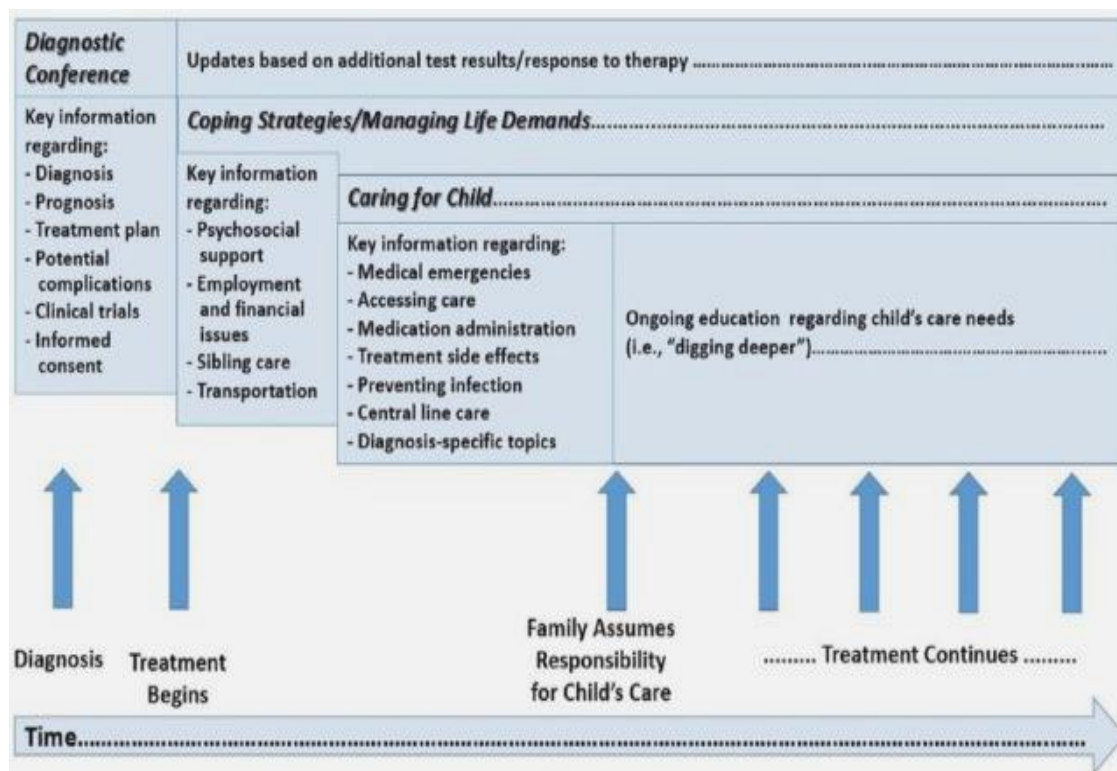 Diagnostic
Conference
Updates based on additional test results/response to therapy ........................................................
Key information
regarding:
- Diagnosis
- Prognosis
- Treatment plan
- Potential
complications
- Clinical trials
- Informed
consent
Coping Strategies/Managing Life Demands........................................................................
Key information
regarding:
- Psychosocial
support
- Employment
and financial
issues
- Sibling care
- Transportation
Caring for Child........................................................................................................
Key information regarding:
- Medical emergencies
- Accessing care
- Medication administration
- Treatment side effects
- Preventing infection
- Central line care
- Diagnosis-specific topics
Ongoing education regarding child's care needs
(i.e., "digging deeper")........................................................
Diagnosis
Treatment
Begins
Family Assumes
Responsibility
for Child's Care
......... Treatment Continues .........
Time........................................................................................................................